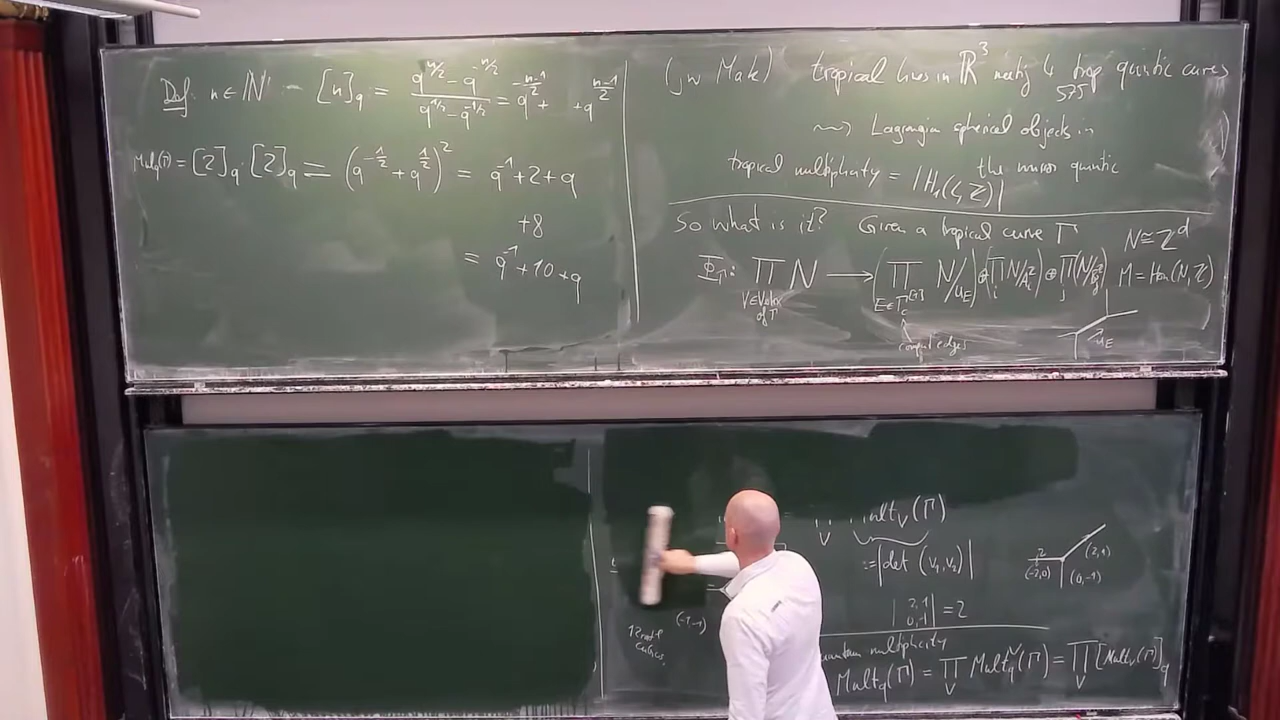 Def: n ∈ ℕ [n]_q = (q^{n/2} - q^{-n/2}) / (q^{1/2} - q^{-1/2}) = q^{-(n-1)/2} + + q^{(n-1)/2}
Mult_q(Γ) = [2]_q · [2]_q = (q^{-1/2} + q^{1/2})^2 = q^{-1} + 2 + q
+8
= q^{-1} + 10 + q
(jw Mak) tropical lines in ℝ^3 meeting 4 trop quintic curves
575
⇝ Lagrangian spherical objects in
the mirror quintic
tropical multiplicity = |H_1(L, ℤ)|
So what is it? Given a tropical curve Γ N ≅ ℤ^d
Φ_Γ: ∏ N → (∏ N/u_E) ⊕ (∏ N/A_i) ⊕ ∏ (N/B_j) M = Hom(N, ℤ)
V ∈ Vertex of Γ
E ∈ Γ_c^{[1]}
i
j
compact edges
u_E
mult_V(Γ)
V
:= |det (v_1, v_2)|
2
(-2,0)
(2,1)
(0,-1)
| 2, 1
0, -1 | = 2
(-1,-1)
12 rat'l
cubics.
quantum multiplicity
Mult_q(Γ) = ∏_V Mult_q^V(Γ) = ∏_V [Mult_V(Γ)]_q